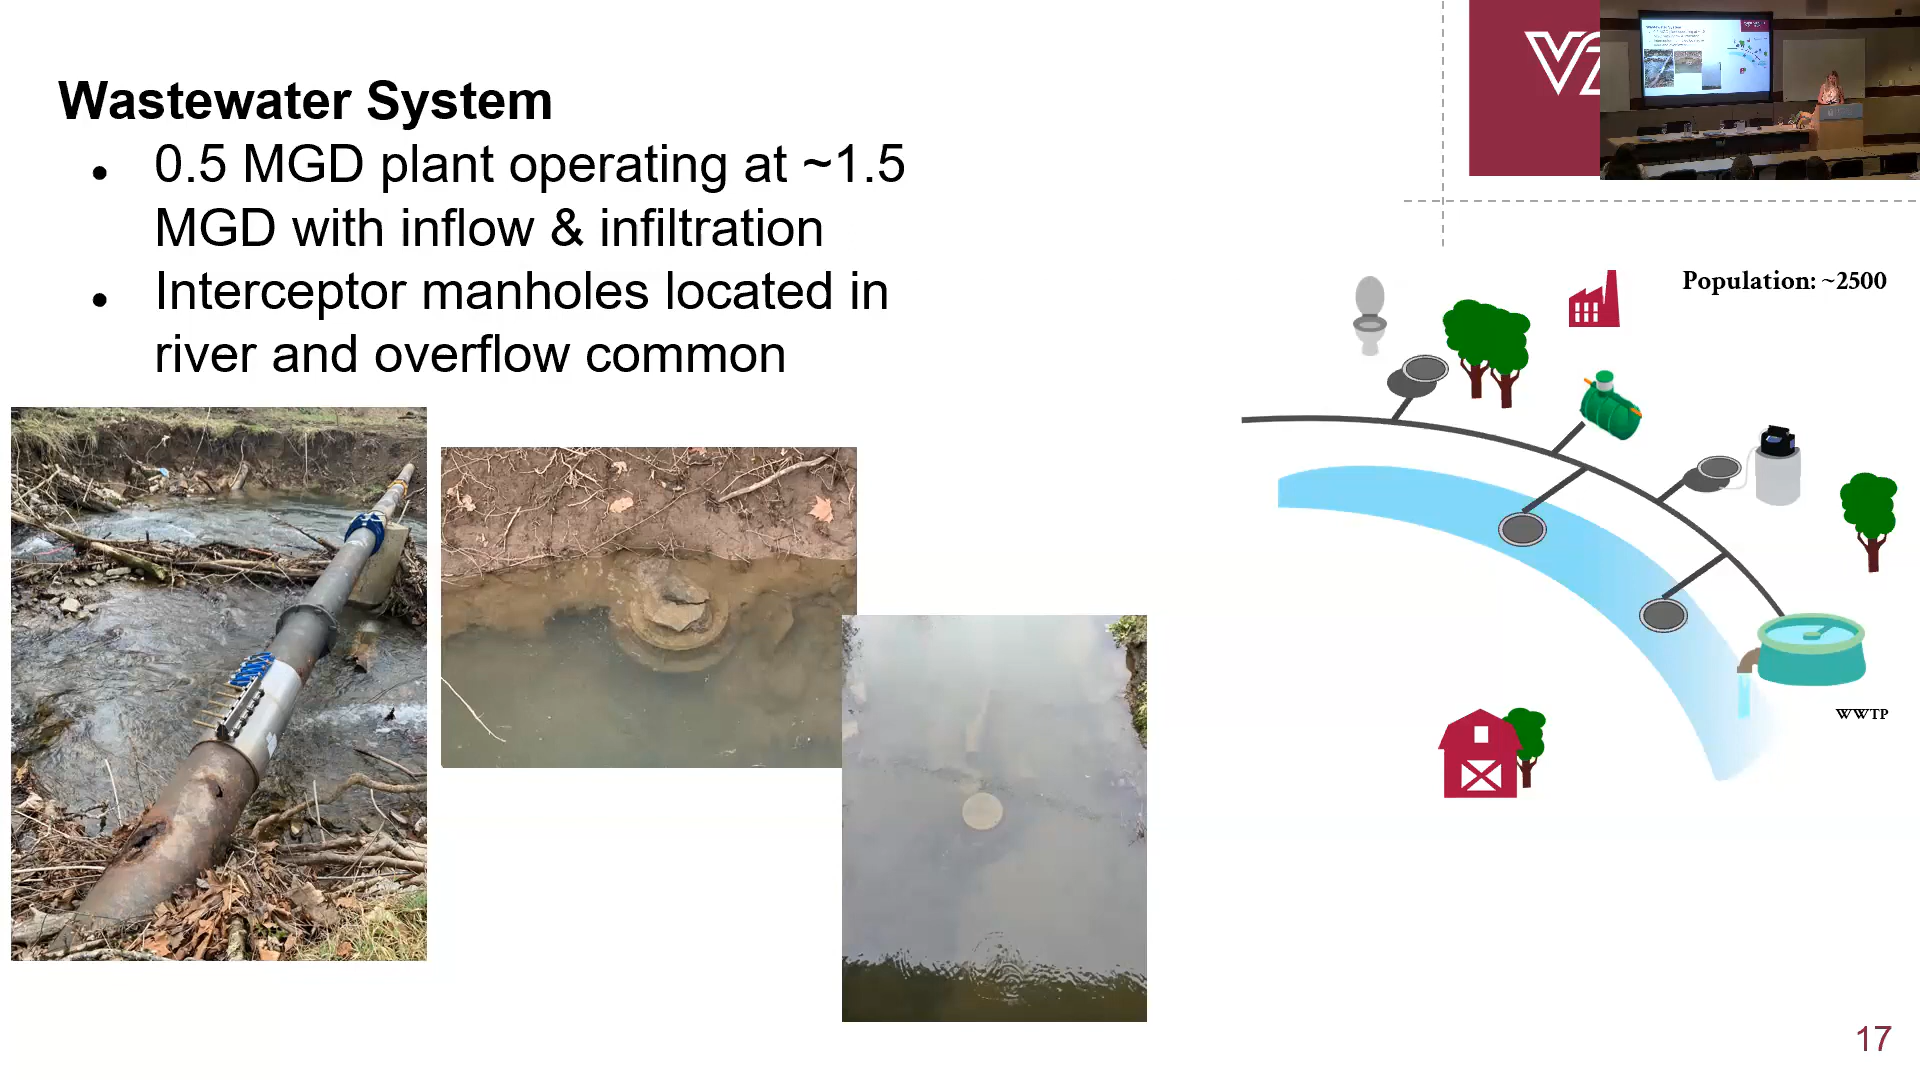 Wastewater System
● 0.5 MGD plant operating at ~1.5
MGD with inflow & infiltration
● Interceptor manholes located in
river and overflow common
Population: ~2500
WWTP
17